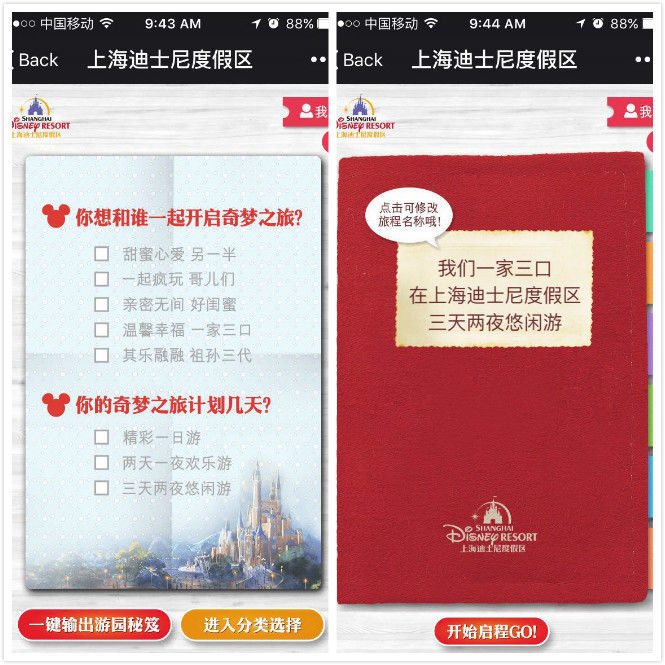 中国移动
9:43 AM
88%
Back
上海迪士尼度假区
SHANGHAI
DISNEY RESORT
上海迪士尼度假区
我
你想和谁一起开启奇梦之旅?
甜蜜心爱 另一半
一起疯玩 哥儿们
亲密无间 好闺蜜
温馨幸福 一家三口
其乐融融 祖孙三代
你的奇梦之旅计划几天?
精彩一日游
两天一夜欢乐游
三天两夜悠闲游
一键输出游园秘笈
进入分类选择
中国移动
9:44 AM
88%
Back
上海迪士尼度假区
SHANGHAI
DISNEY RESORT
上海迪士尼度假区
我
点击可修改
旅程名称哦!
我们一家三口
在上海迪士尼度假区
三天两夜悠闲游
SHANGHAI
DISNEY RESORT
上海迪士尼度假区
开始启程GO!